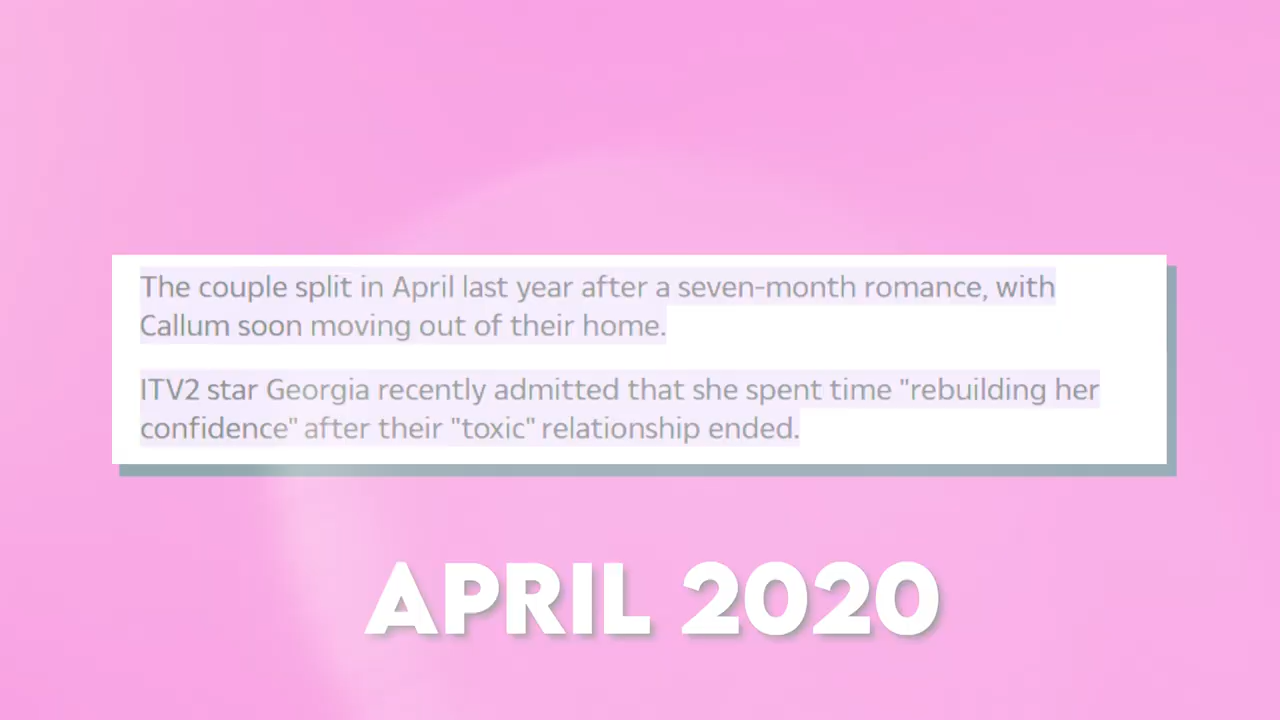 The couple split in April last year after a seven-month romance, with
Callum soon moving out of their home.
ITV2 star Georgia recently admitted that she spent time "rebuilding her
confidence" after their "toxic" relationship ended.
APRIL 2020